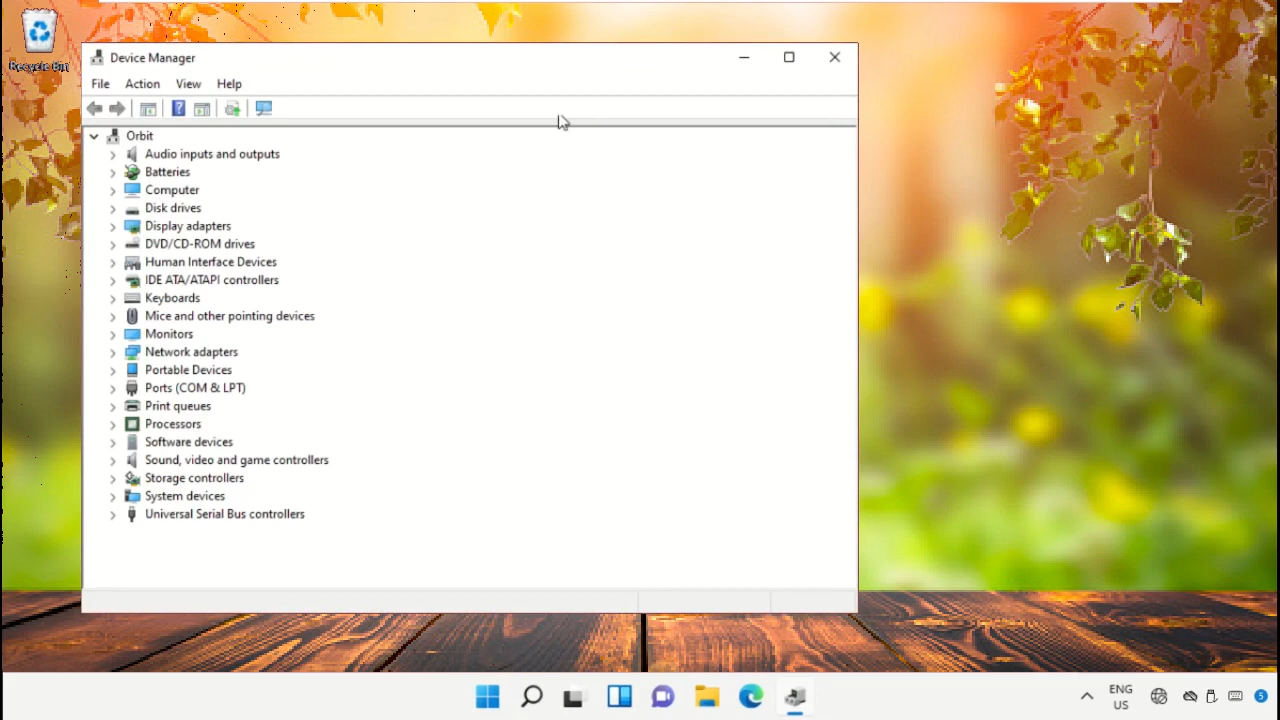 Recycle Bin
Device Manager
File Action View Help
Orbit
Audio inputs and outputs
Batteries
Computer
Disk drives
Display adapters
DVD/CD-ROM drives
Human Interface Devices
IDE ATA/ATAPI controllers
Keyboards
Mice and other pointing devices
Monitors
Network adapters
Portable Devices
Ports (COM & LPT)
Print queues
Processors
Software devices
Sound, video and game controllers
Storage controllers
System devices
Universal Serial Bus controllers
ENG
US
5